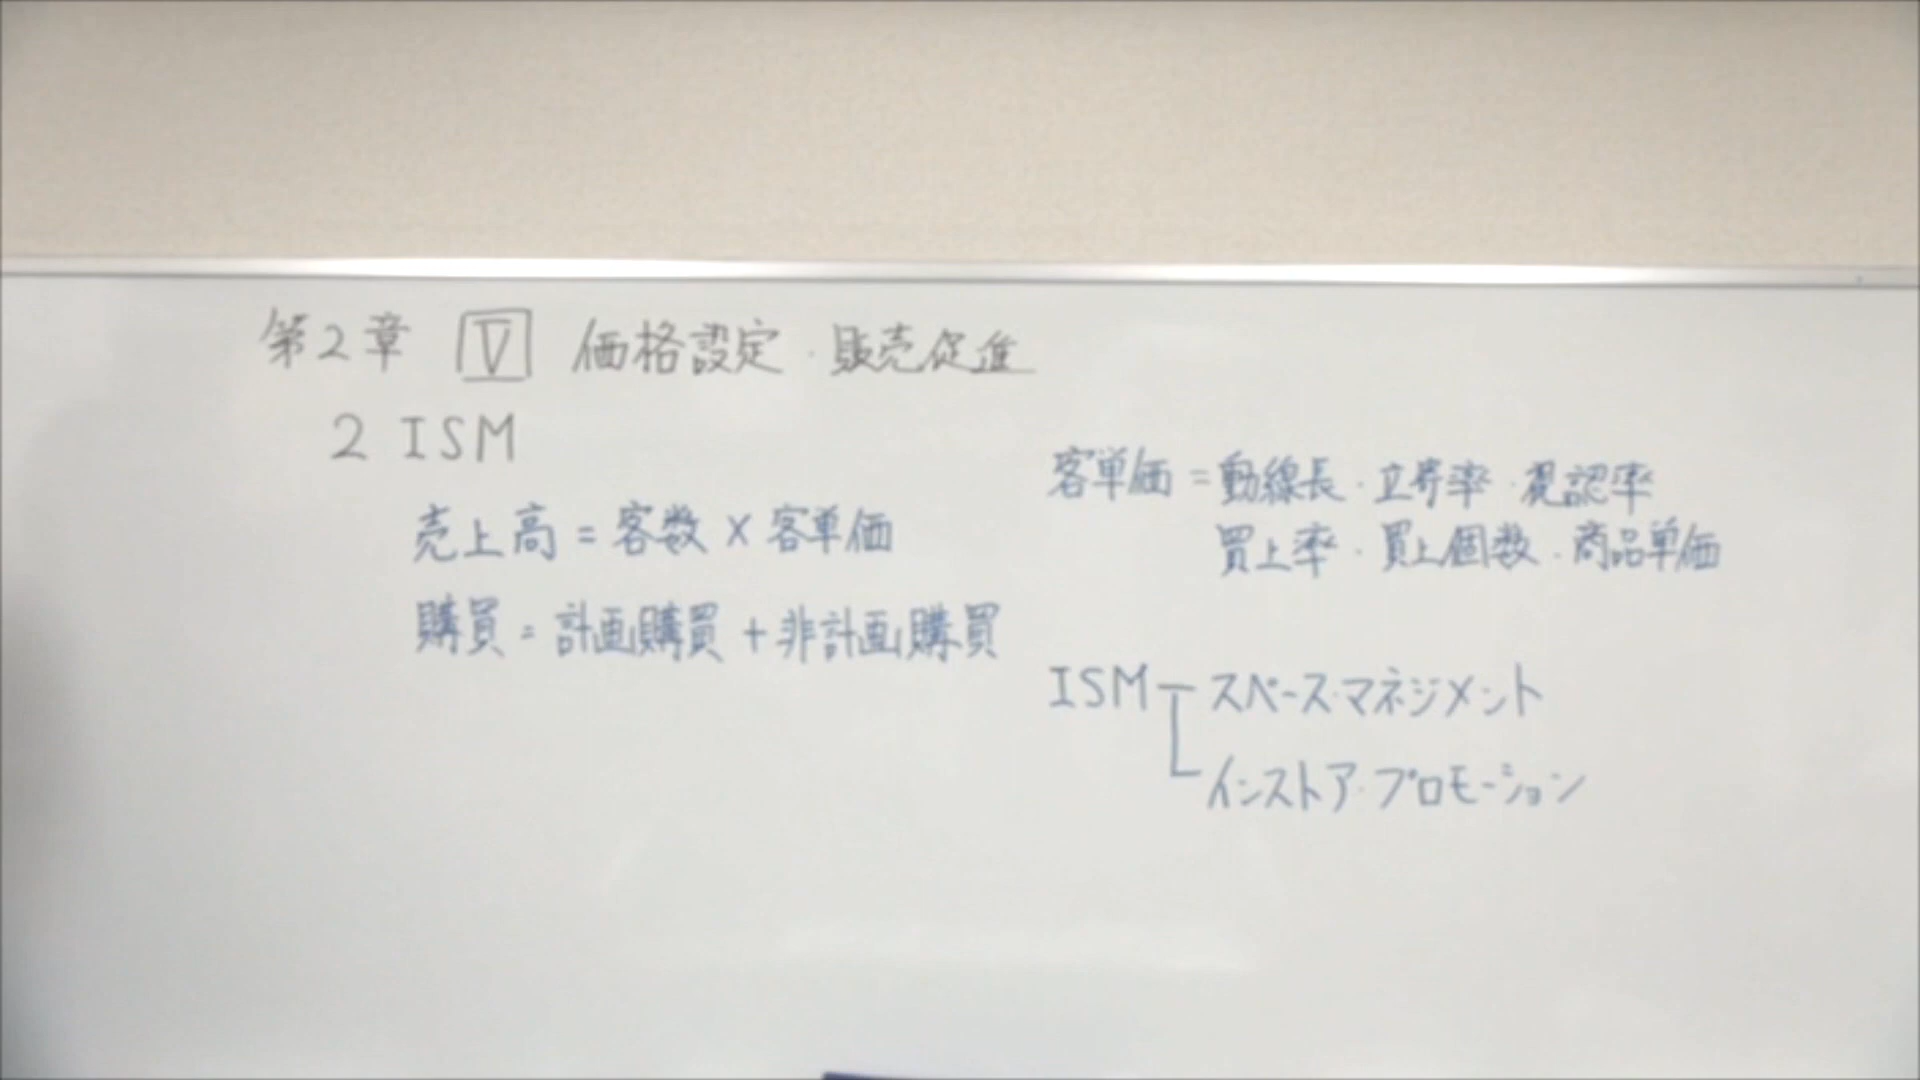 第2章 Ⅴ 価格設定・販売促進
2 ISM
売上高 = 客数 × 客単価
購買 = 計画購買 + 非計画購買
客単価 = 動線長・立寄率・視認率
買上率・買上個数・商品単価
ISM スペース・マネジメント
インストア・プロモーション